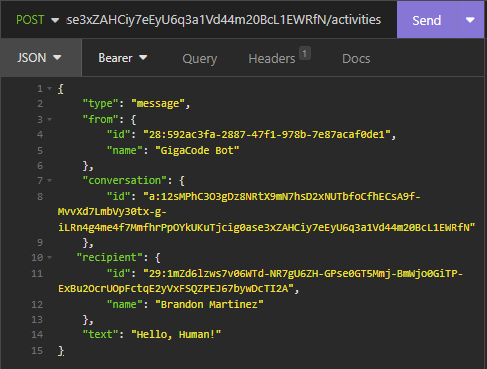 POST ▼ ise3xZAHCiy7eEyU6q3a1Vd44m20BcL1EWRfN/activities Send ▼
JSON ▼ Bearer ▼ Query Headers 1 Docs
1 {
2 "type": "message",
3 "from": {
4 "id": "28:592ac3fa-2887-47f1-978b-7e87acaf0de1",
5 "name": "GigaCode Bot"
6 },
7 "conversation": {
8 "id": "a:12sMPhC3O3gDz8NRtX9mN7hsD2xNUTbfoCfhECsA9f-
MvvXd7LmbVy30tx-g-
iLRn4g4me4f7MmfhrPpOYkUKuTjcig0ase3xZAHCiy7eEyU6q3a1Vd44m20BcL1EWRfN"
9 },
10 "recipient": {
11 "id": "29:1mZd6lzws7v06WTd-NR7gU6ZH-GPse0GT5Mmj-BmWjo0GiTP-
ExBu2OcrUOpFctqE2yVxFSQZPEJ67bywDcTI2A",
12 "name": "Brandon Martinez"
13 },
14 "text": "Hello, Human!"
15 }